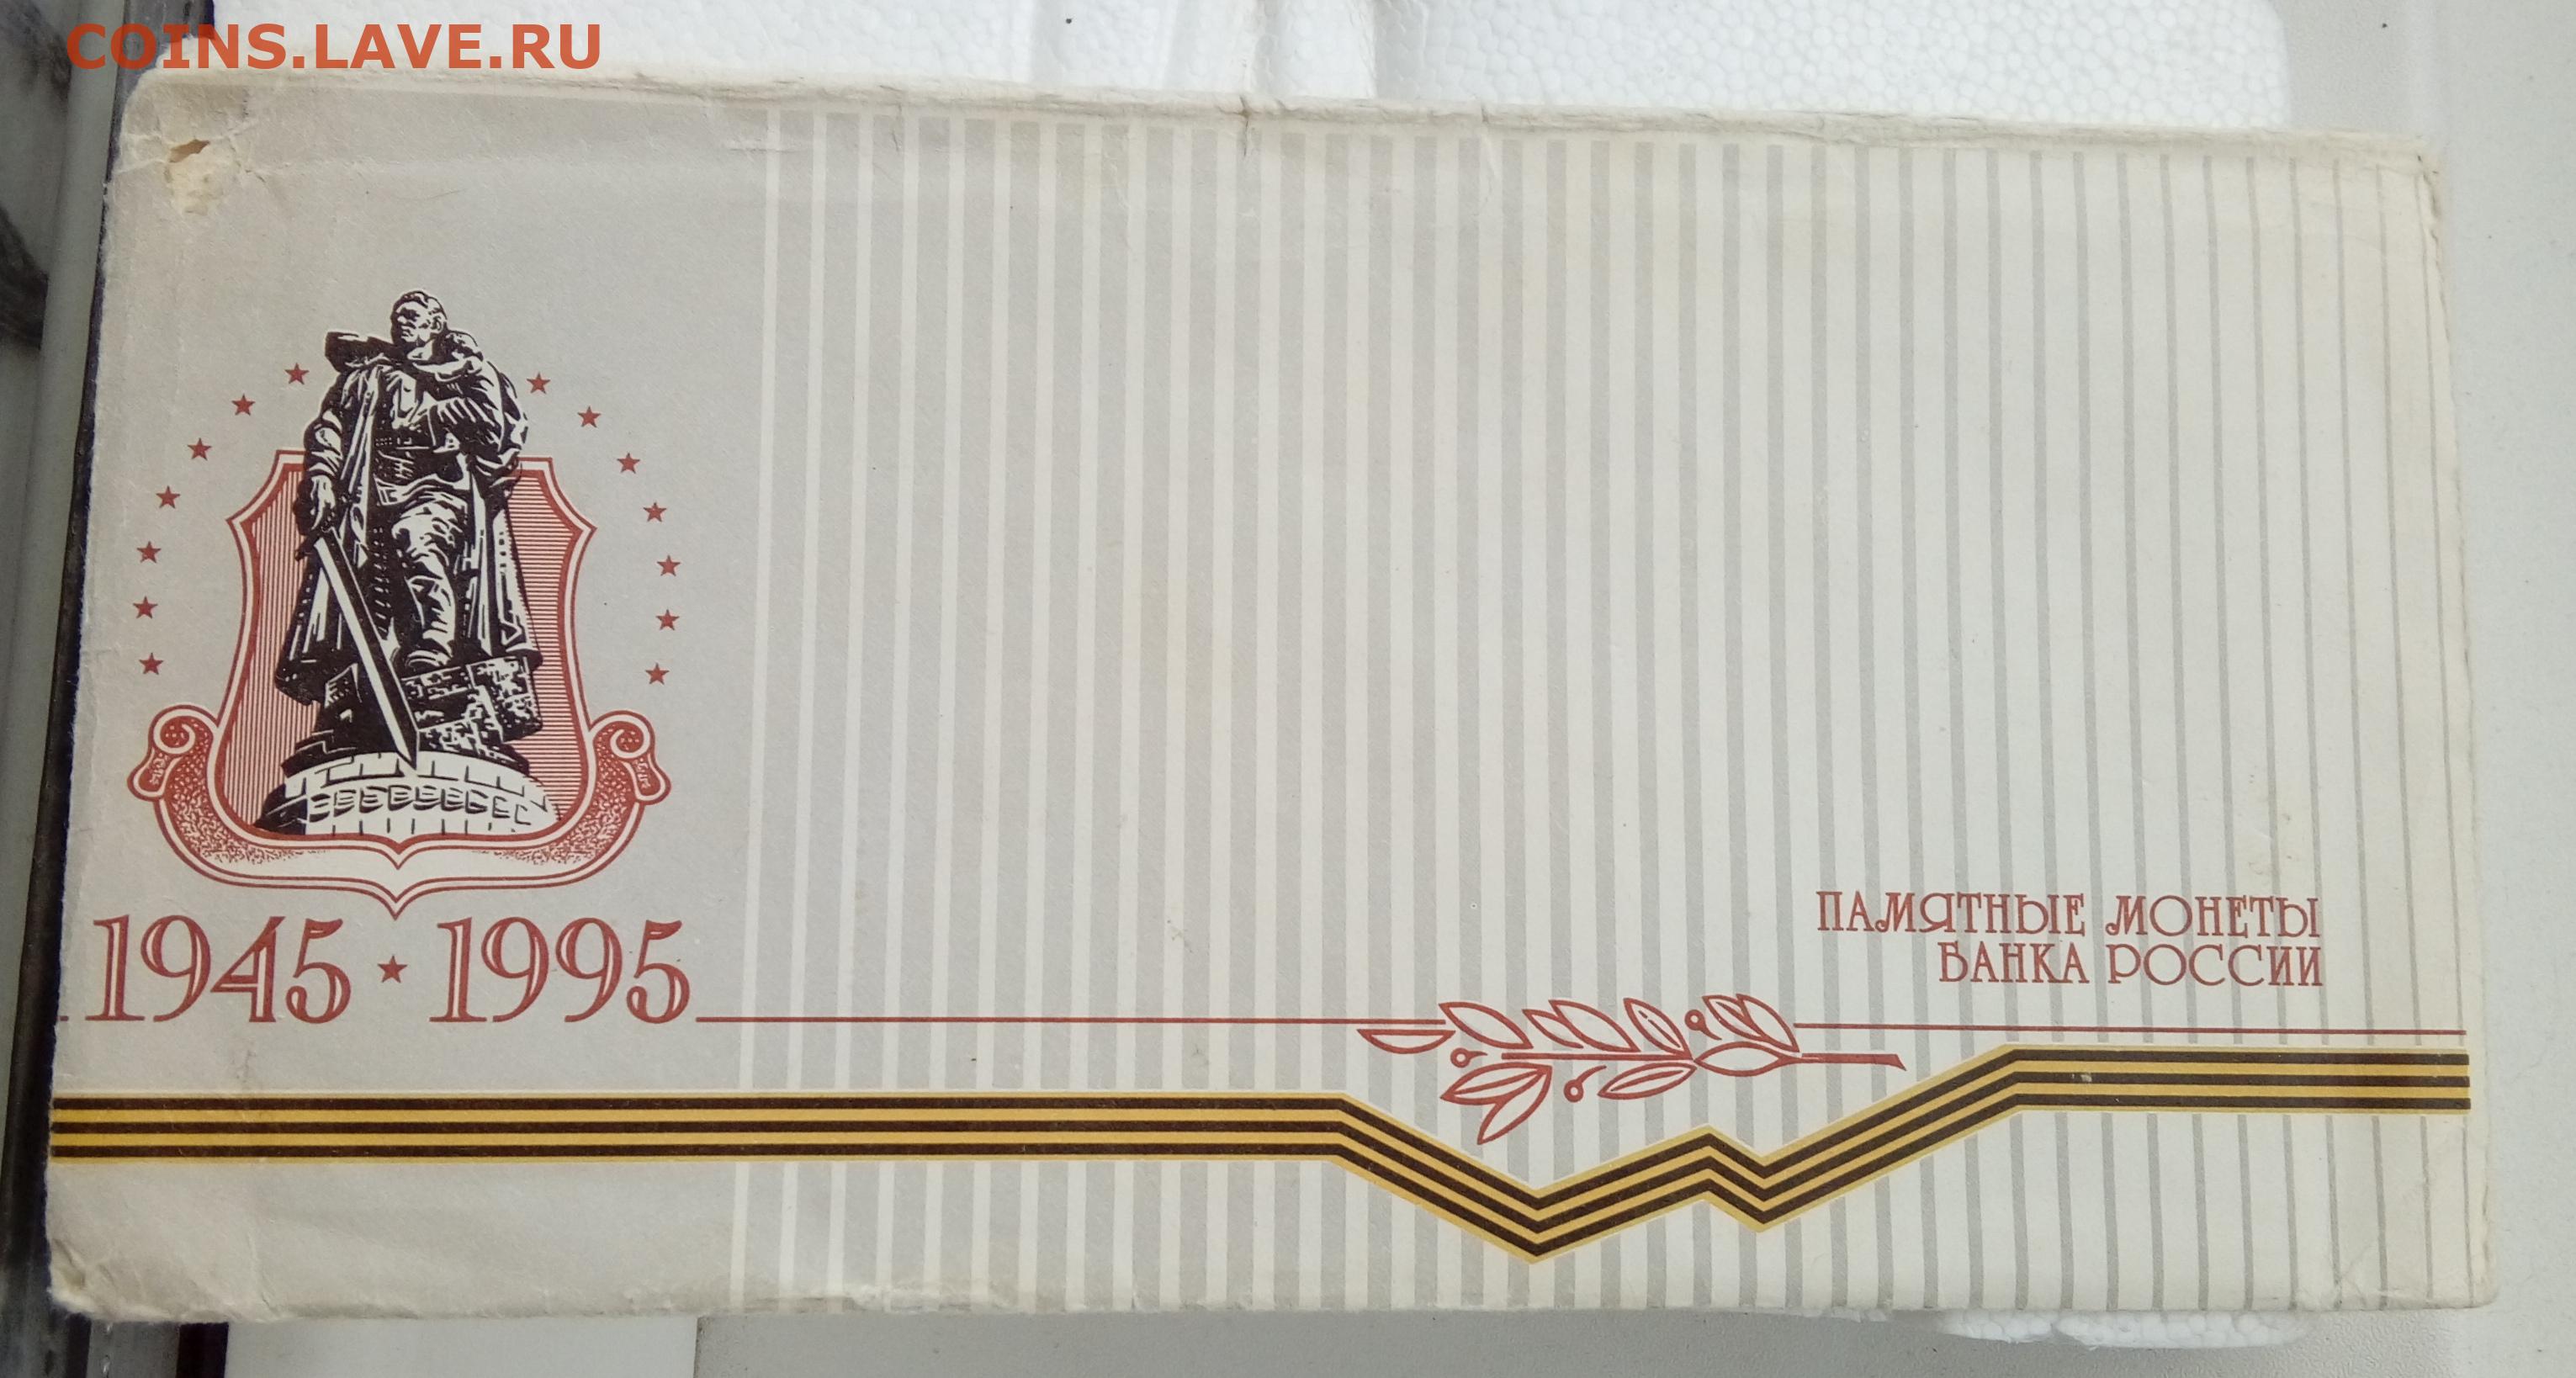 COINS.LAVE.RU
1945 ★ 1995
ПАМЯТНЫЕ МОНЕТЫ
БАНКА РОССИИ